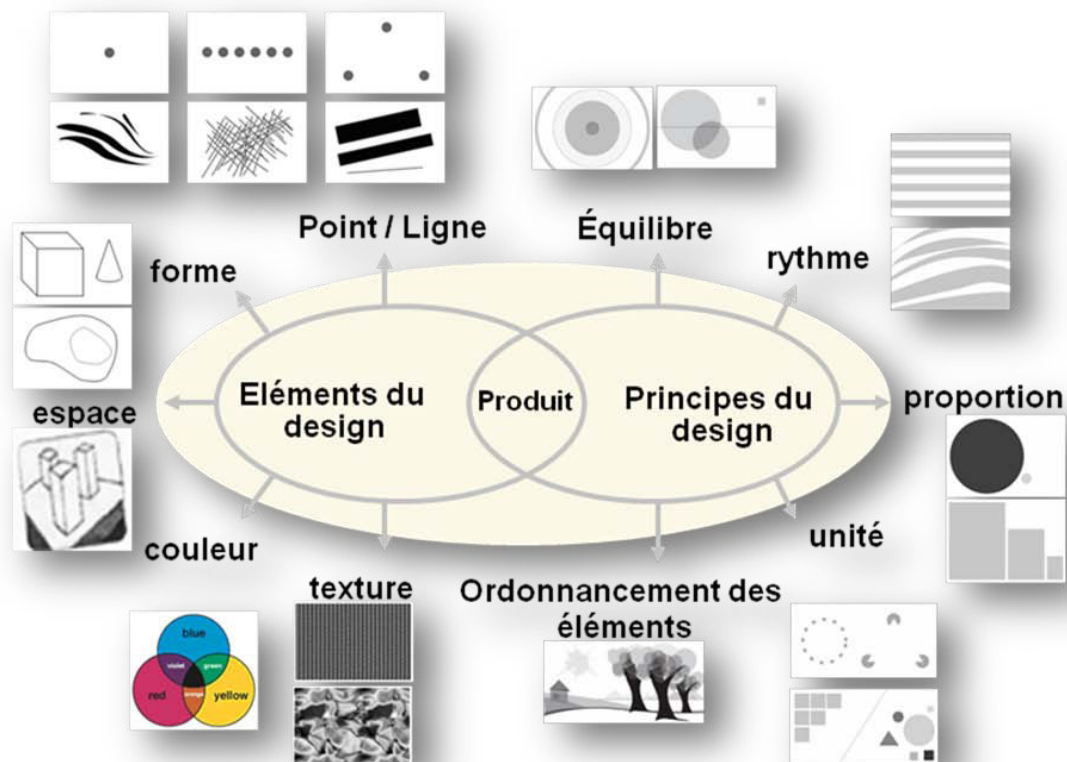 Point / Ligne
Équilibre
forme
rythme
Eléments du
design
Produit
Principes du
design
espace
proportion
couleur
unité
texture
Ordonnancement des
éléments
blue
violet
green
red
orange
yellow